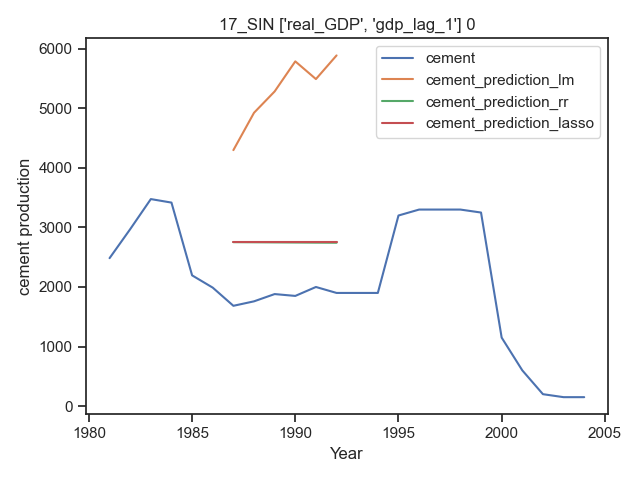 17_SIN ['real_GDP', 'gdp_lag_1'] 0
cement production
6000
5000
4000
3000
2000
1000
0
cement
cement_prediction_lm
cement_prediction_rr
cement_prediction_lasso
1980
1985
1990
1995
2000
2005
Year